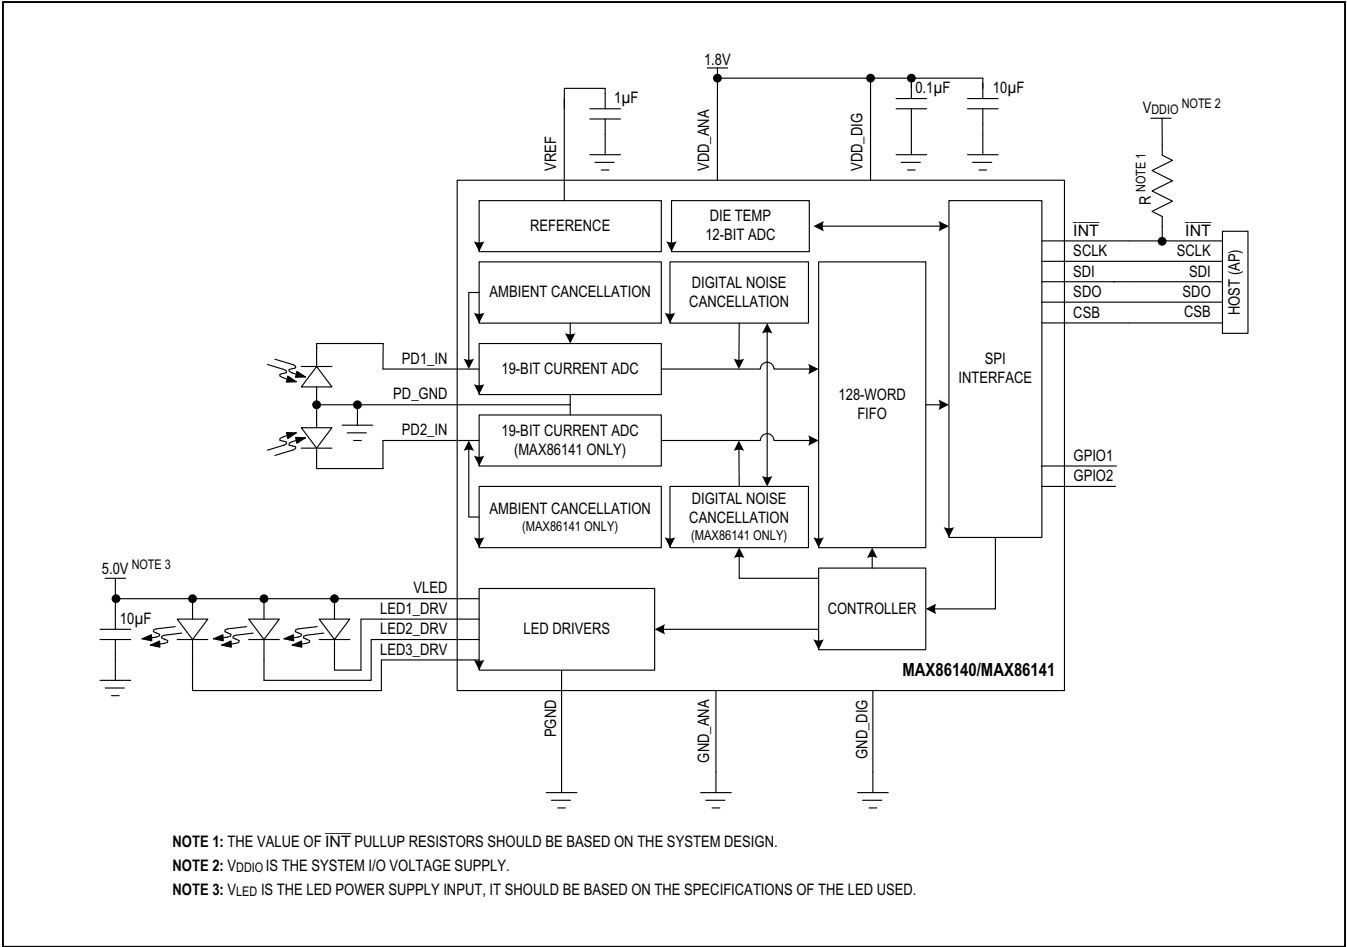 1.8V
1µF
0.1µF
10µF
VDDIO NOTE 2
VREF
VDD_ANA
VDD_DIG
R NOTE 1
REFERENCE
DIE TEMP
12-BIT ADC
INT
INT
SCLK
SCLK
SDI
SDI
SDO
SDO
CSB
CSB
HOST (AP)
AMBIENT CANCELLATION
DIGITAL NOISE
CANCELLATION
PD1_IN
19-BIT CURRENT ADC
SPI
INTERFACE
PD_GND
128-WORD
FIFO
PD2_IN
19-BIT CURRENT ADC
(MAX86141 ONLY)
GPIO1
GPIO2
AMBIENT CANCELLATION
(MAX86141 ONLY)
DIGITAL NOISE
CANCELLATION
(MAX86141 ONLY)
5.0V NOTE 3
10µF
VLED
LED1_DRV
LED2_DRV
LED3_DRV
LED DRIVERS
CONTROLLER
MAX86140/MAX86141
PGND
GND_ANA
GND_DIG
NOTE 1: THE VALUE OF INT PULLUP RESISTORS SHOULD BE BASED ON THE SYSTEM DESIGN.
NOTE 2: VDDIO IS THE SYSTEM I/O VOLTAGE SUPPLY.
NOTE 3: VLED IS THE LED POWER SUPPLY INPUT, IT SHOULD BE BASED ON THE SPECIFICATIONS OF THE LED USED.